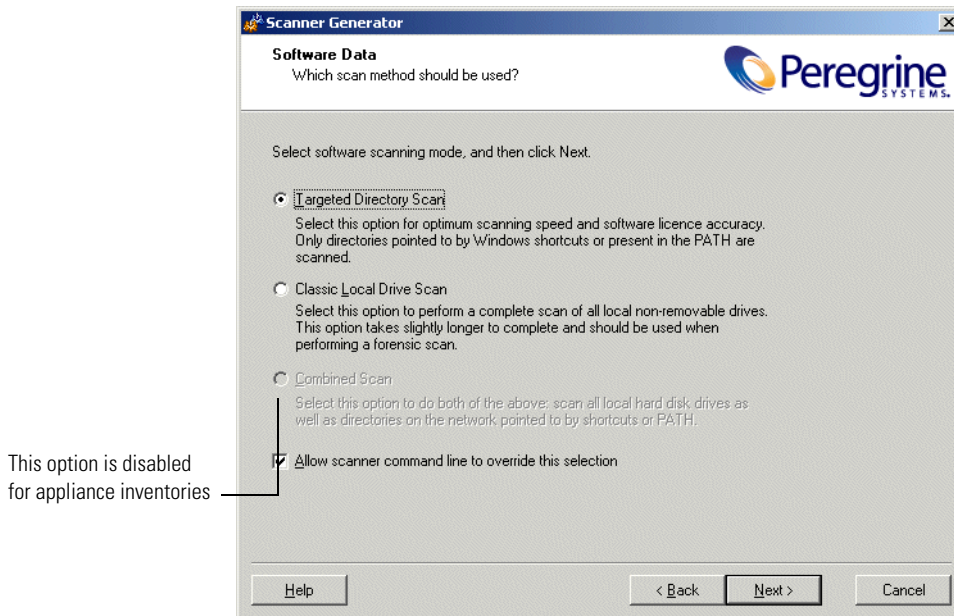 Scanner Generator
Software Data
Which scan method should be used?
Peregrine
SYSTEMS.
Select software scanning mode, and then click Next.
Targeted Directory Scan
Select this option for optimum scanning speed and software licence accuracy.
Only directories pointed to by Windows shortcuts or present in the PATH are
scanned.
Classic Local Drive Scan
Select this option to perform a complete scan of all local non-removable drives.
This option takes slightly longer to complete and should be used when
performing a forensic scan.
Combined Scan
Select this option to do both of the above: scan all local hard disk drives as
well as directories on the network pointed to by shortcuts or PATH.
This option is disabled
for appliance inventories
Allow scanner command line to override this selection
Help
< Back
Next >
Cancel